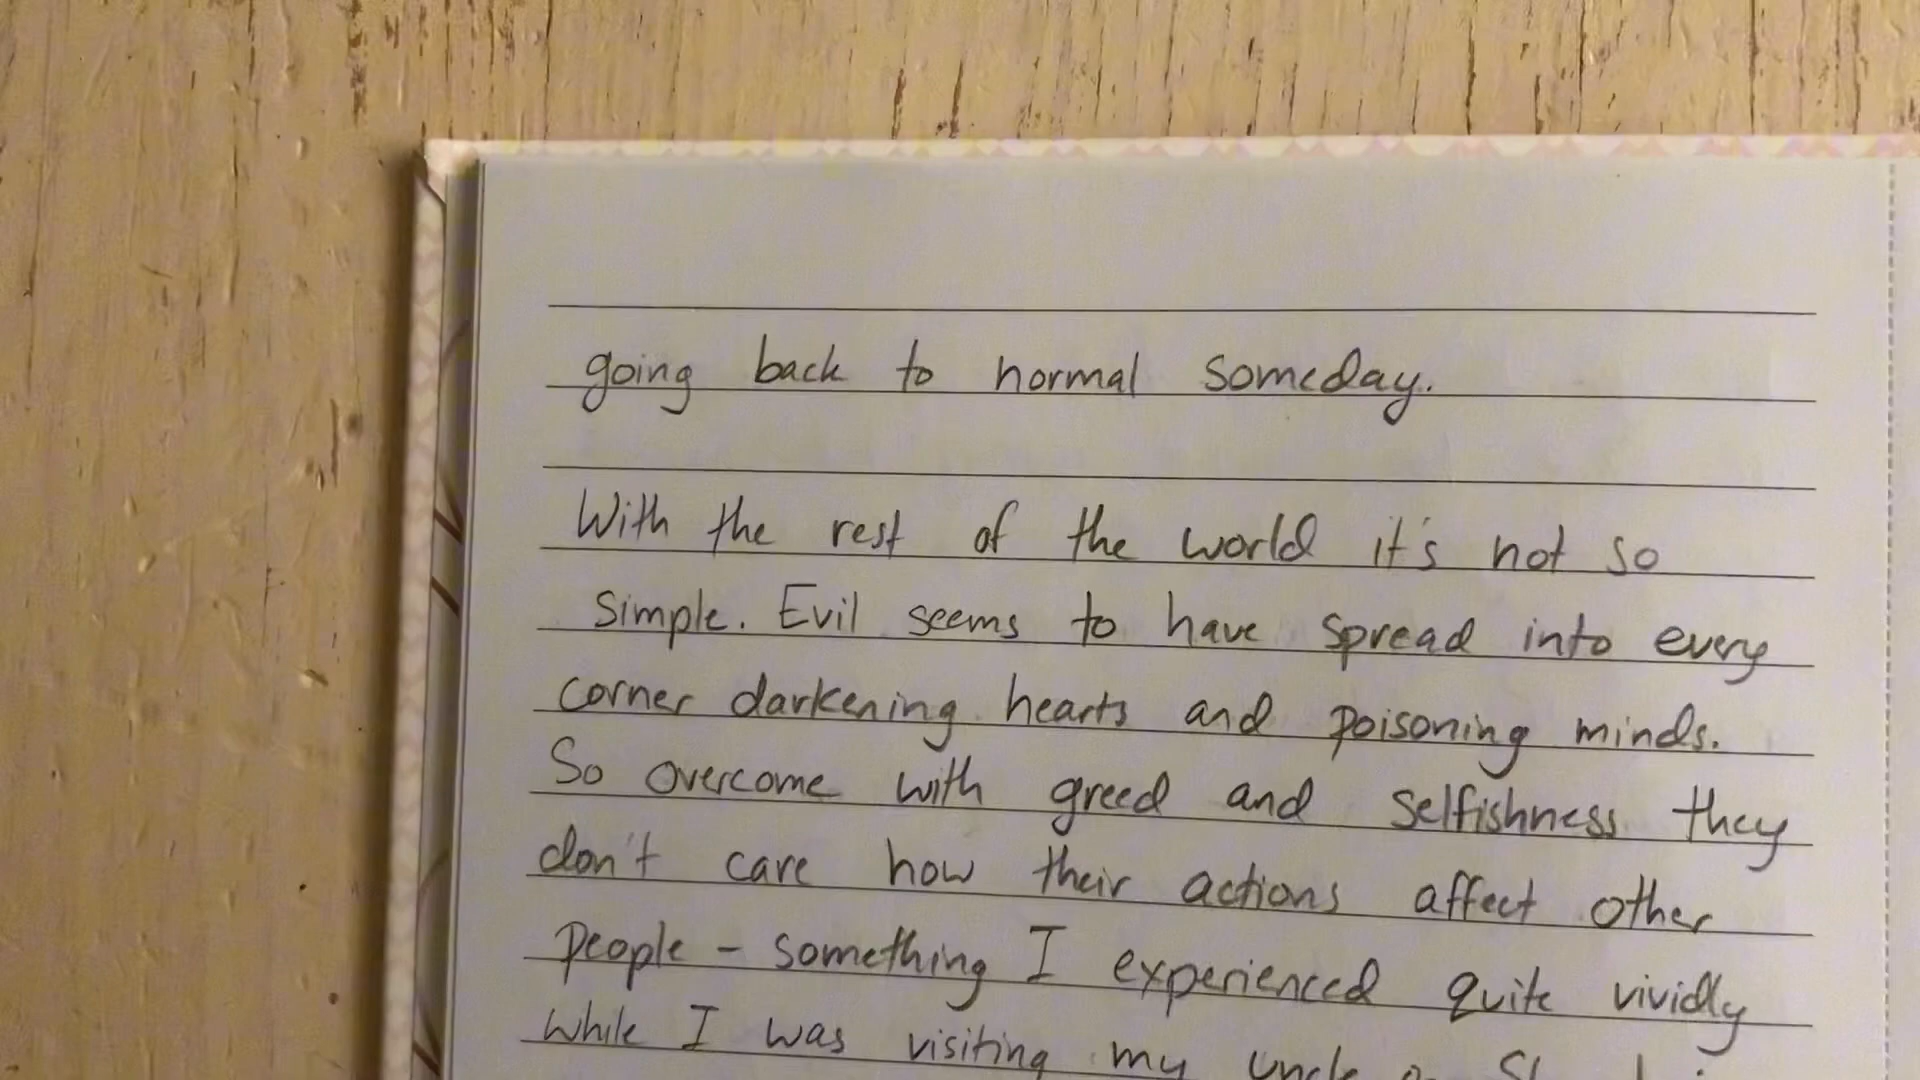 going back to normal someday.
With the rest of the world it's not so
simple. Evil seems to have spread into every
corner darkening hearts and poisoning minds.
So overcome with greed and selfishness they
don't care how their actions affect other
people - something I experienced quite vividly
while I was visiting my uncle